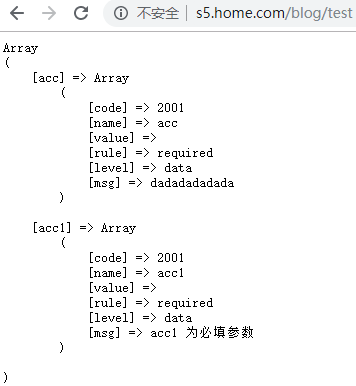 不安全 | s5.home.com/blog/test
Array
(
    [acc] => Array
        (
            [code] => 2001
            [name] => acc
            [value] =>
            [rule] => required
            [level] => data
            [msg] => dadadadadada
        )

    [acc1] => Array
        (
            [code] => 2001
            [name] => acc1
            [value] =>
            [rule] => required
            [level] => data
            [msg] => acc1 为必填参数
        )

)